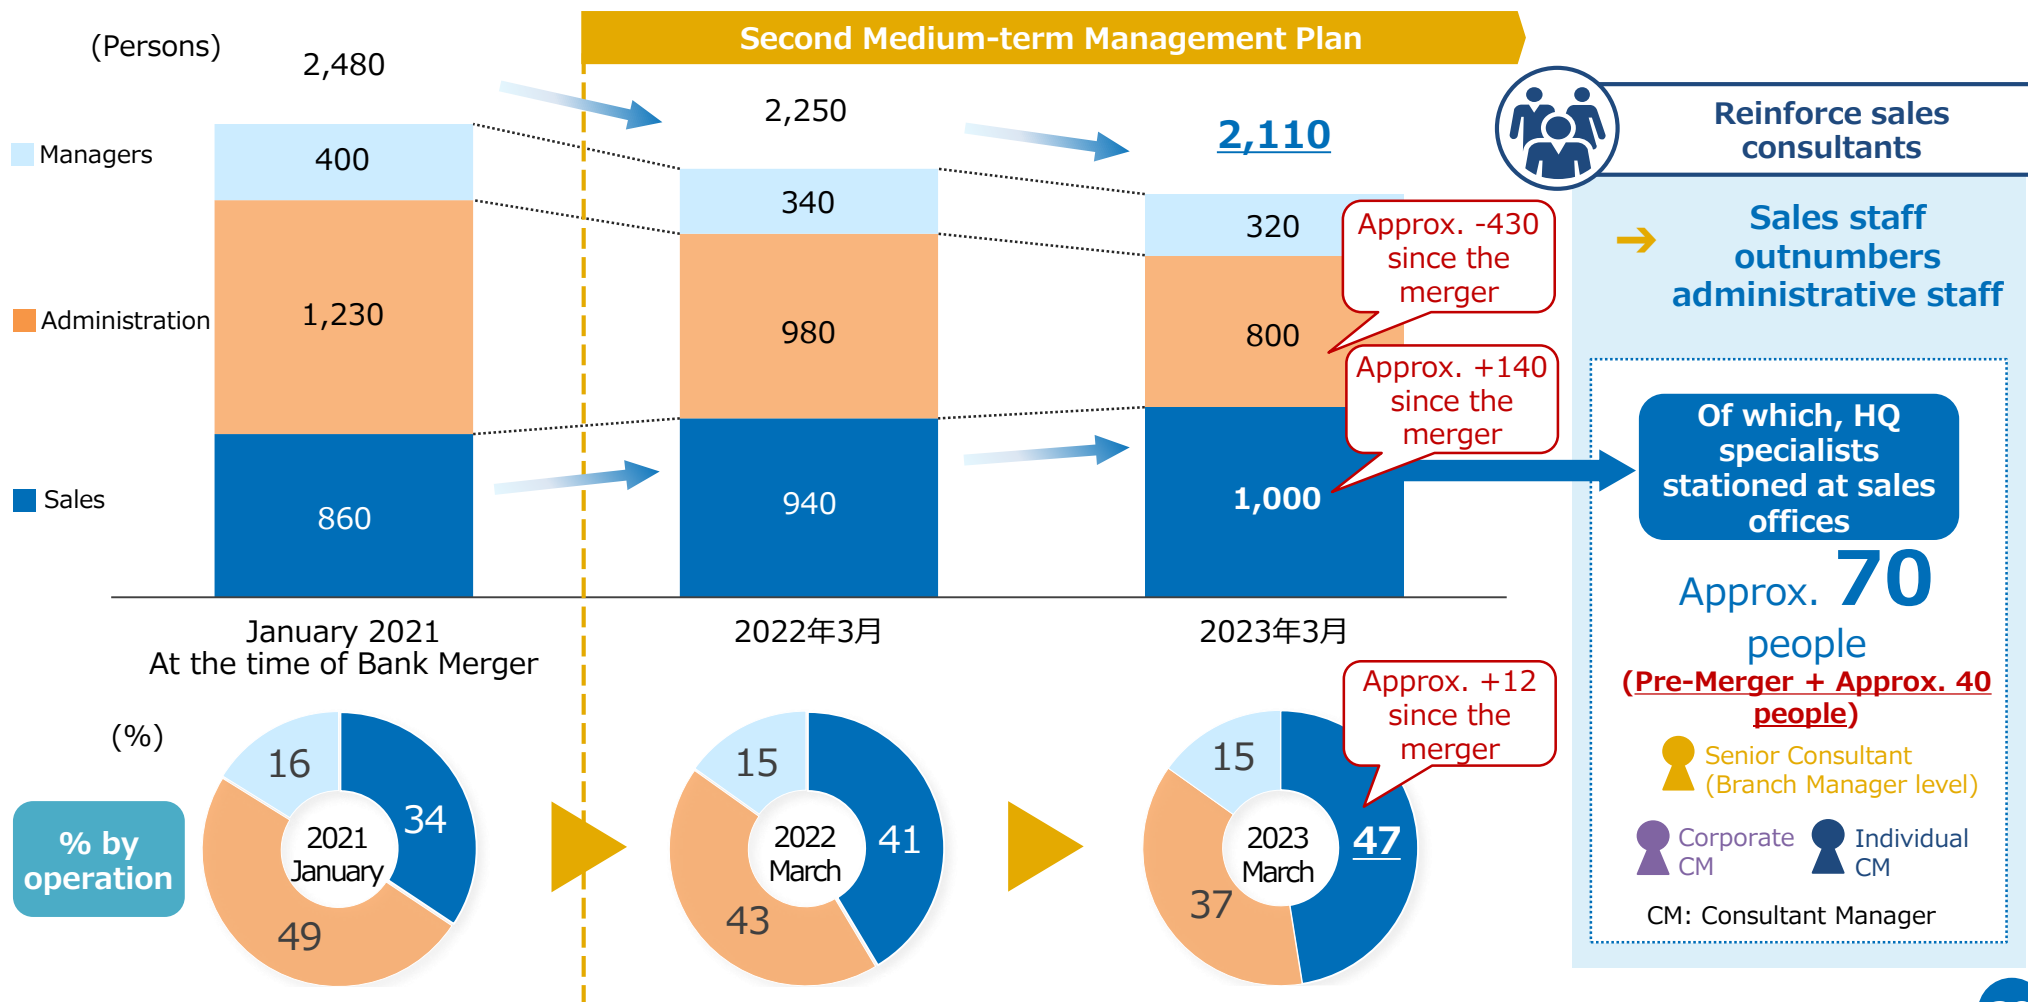 Second Medium-term Management Plan
(Persons)
2,480
2,250
2,110
Managers
400
340
320
Administration
1,230
980
800
Sales
860
940
1,000
Approx. -430
since the
merger
Approx. +140
since the
merger
January 2021
At the time of Bank Merger
2022年3月
2023年3月
(%)
% by
operation
16
34
49
2021
January
15
41
43
2022
March
15
47
37
2023
March
Approx. +12
since the
merger
Reinforce sales
consultants
➔
Sales staff
outnumbers
administrative staff
Of which, HQ
specialists
stationed at sales
offices
Approx. 70
people
(Pre-Merger + Approx. 40
people)
Senior Consultant
(Branch Manager level)
Corporate
CM
Individual
CM
CM: Consultant Manager